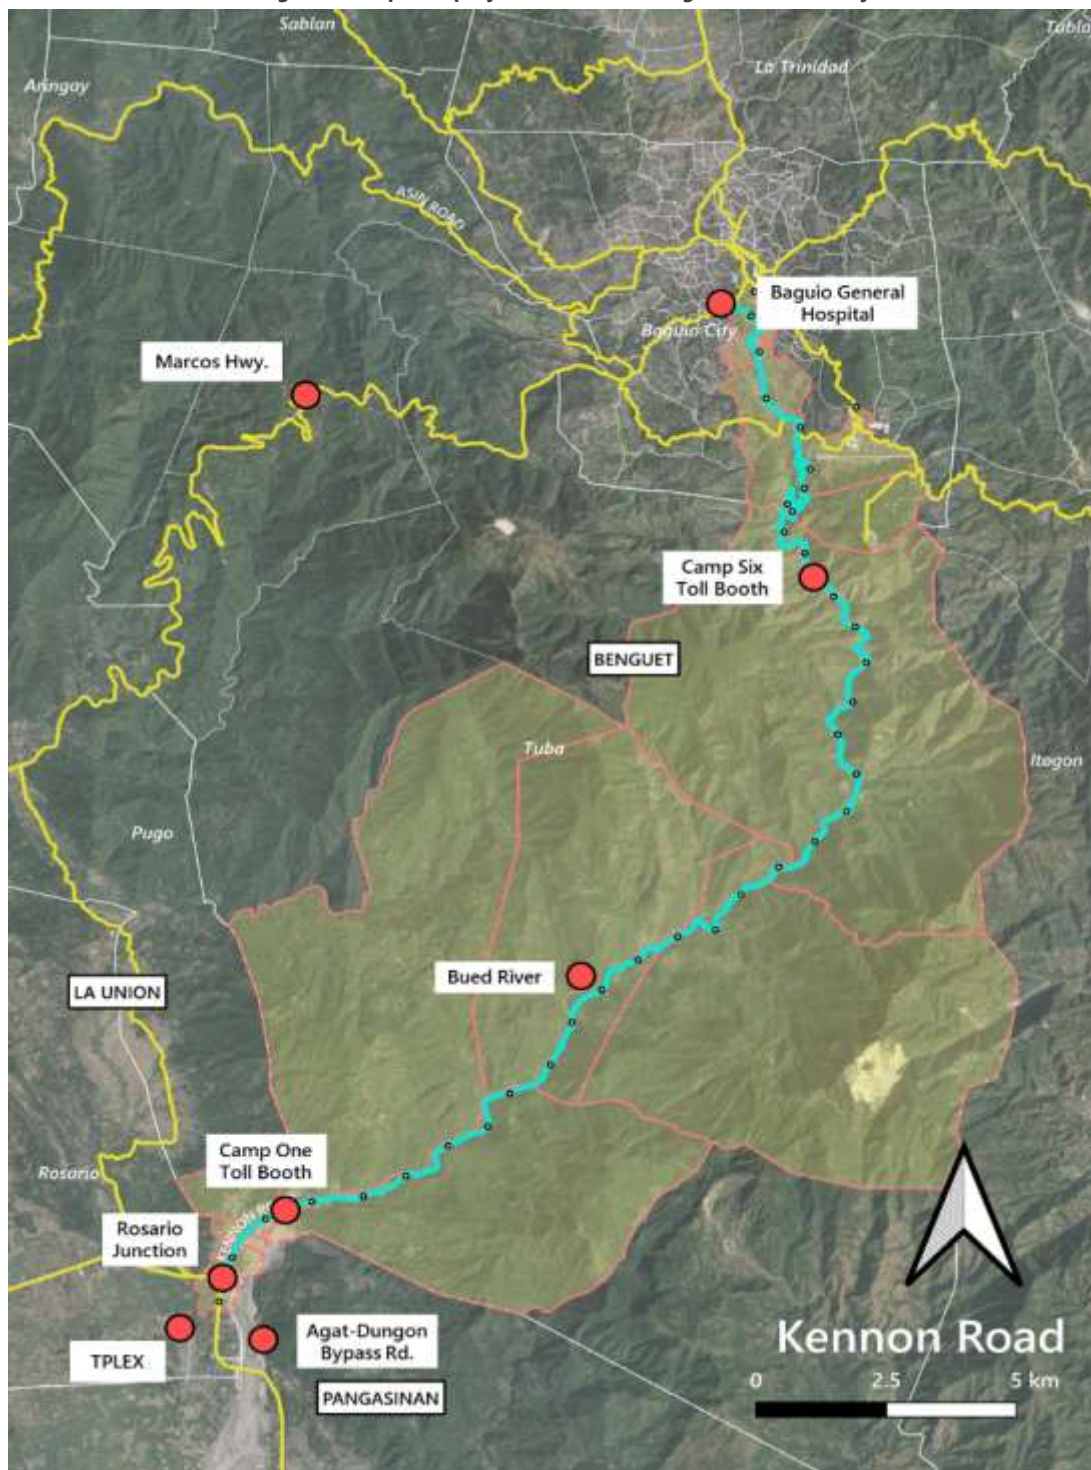 Sablan
La Trinidad
Aringay
ASIN ROAD
Baguio General
Hospital
Baguio City
Marcos Hwy.
Camp Six
Toll Booth
BENGUET
Tuba
Itogon
Pugo
Bued River
LA UNION
Camp One
Toll Booth
Rosario
KENNON
Rosario
Junction
TPLEX
Agat-Dungon
Bypass Rd.
PANGASINAN
Kennon Road
0 2.5 5 km